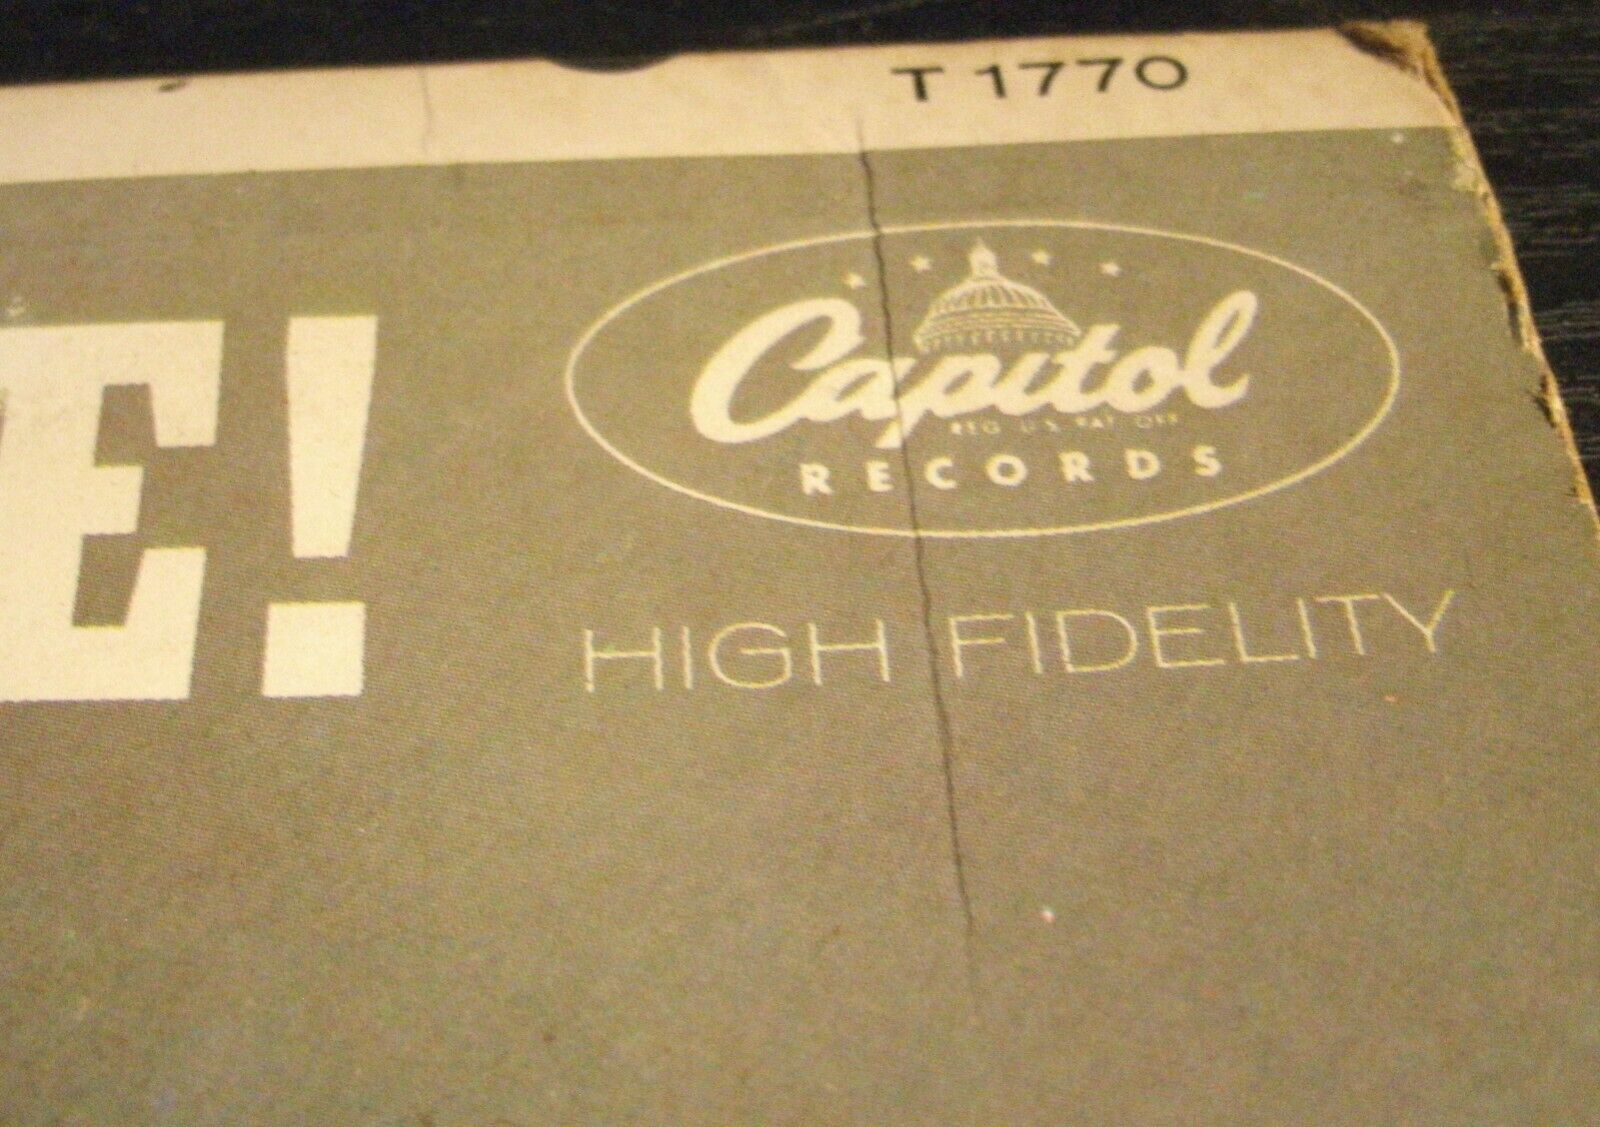 T 1770
E!
Capitol
REG. U.S. PAT. OFF.
RECORDS
HIGH FIDELITY